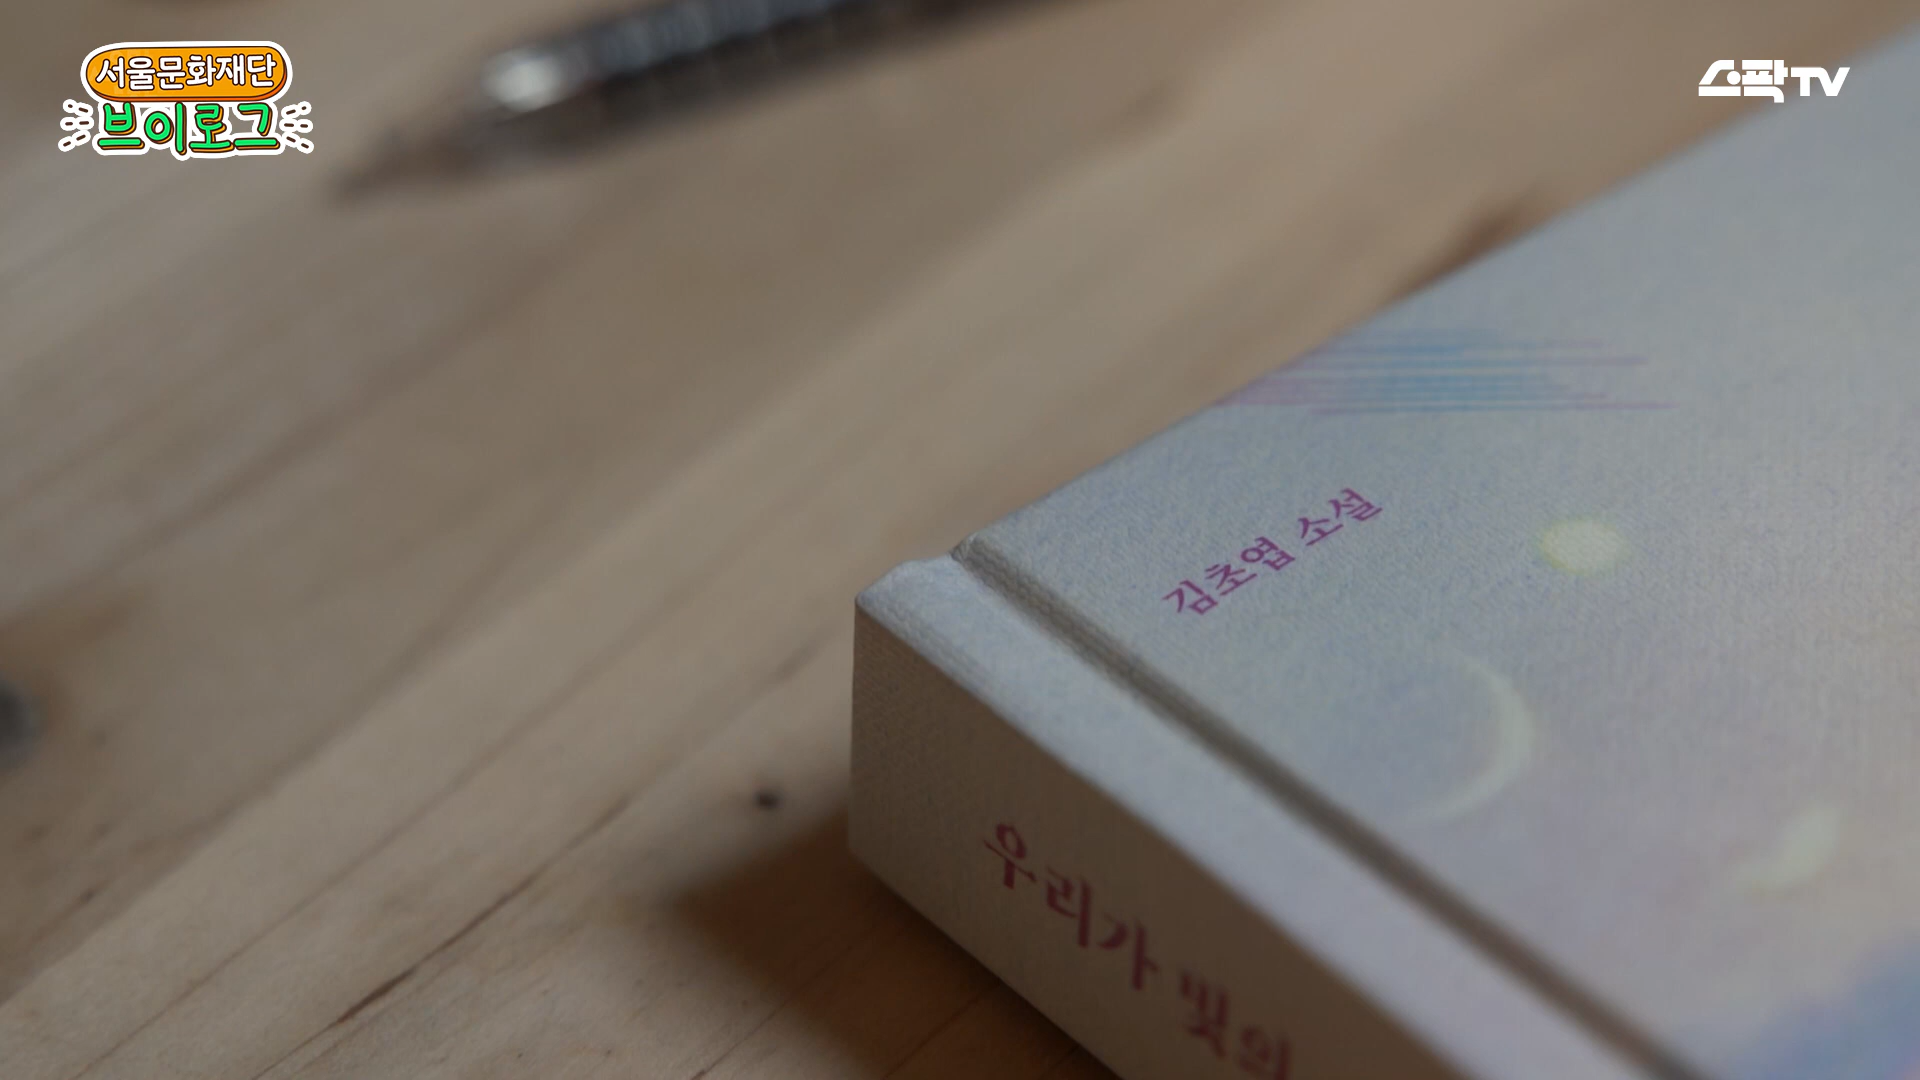 서울문화재단
브이로그
스팍TV
김초엽 소설
우리가 빛의